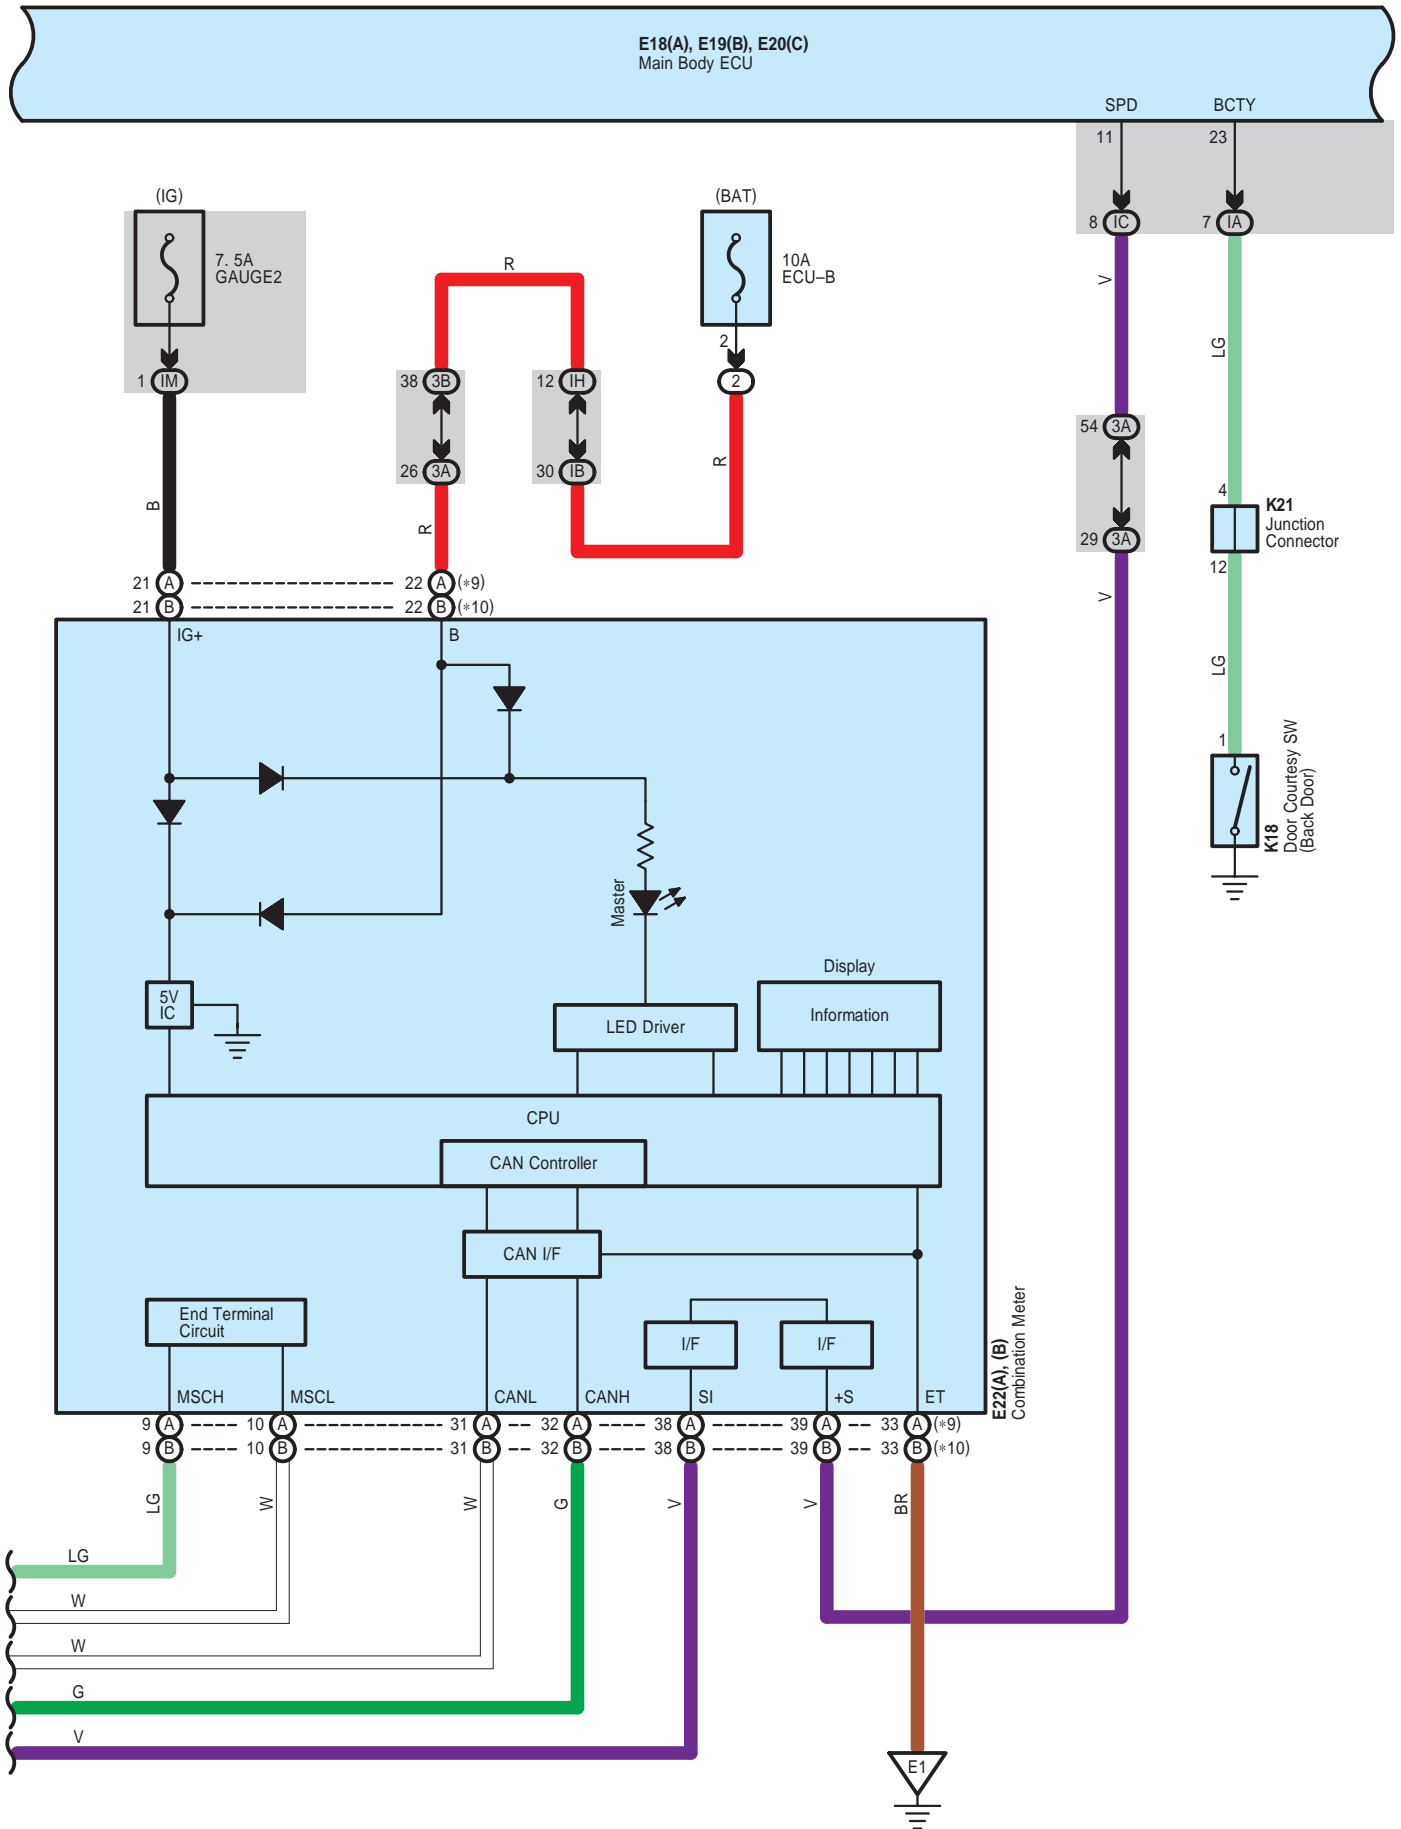 E18(A), E19(B), E20(C)
Main Body ECU
SPD
BCTY
11
23
8
IC
7
IA
(IG)
7. 5A
GAUGE2
1
IM
R
(BAT)
10A
ECU–B
2
2
38
3B
12
IH
26
3A
30
IB
B
R
R
V
LG
54
3A
29
3A
V
4
K21
Junction
Connector
12
LG
1
K18
Door Courtesy SW
(Back Door)
21
A
22
A
(*9)
21
B
22
B
(*10)
IG+
B
Master
5V
IC
LED Driver
Display
Information
CPU
CAN Controller
CAN I/F
End Terminal
Circuit
I/F
I/F
MSCH
MSCL
CANL
CANH
SI
+S
ET
E22(A), (B)
Combination Meter
9
A
10
A
31
A
32
A
38
A
39
A
33
A
(*9)
9
B
10
B
31
B
32
B
38
B
39
B
33
B
(*10)
LG
W
W
G
V
V
BR
LG
W
W
G
V
E1